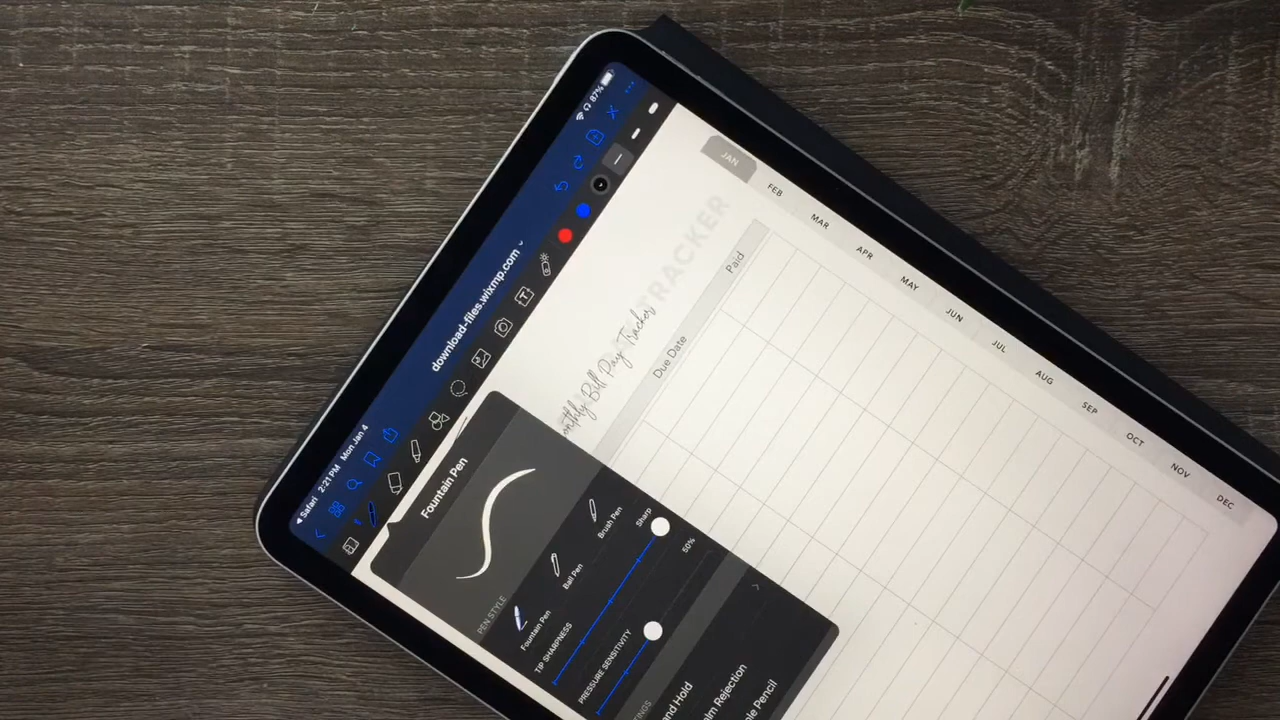 Safari 2:21 PM Mon Jan 4
87%
download-files.wixmp.com
Fountain Pen
PEN STYLE
Fountain Pen
Ball Pen
Brush Pen
TIP SHARPNESS
Sharp
PRESSURE SENSITIVITY
50%
TRACKER
Bill Pay Tracker
Due Date
Paid
JAN
FEB
MAR
APR
MAY
JUN
JUL
AUG
SEP
OCT
NOV
DEC